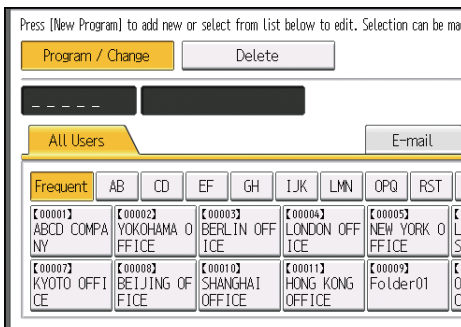 Press [New Program] to add new or select from list below to edit. Selection can be
Program / Change Delete
_ _ _ _ _
All Users E-mail
Frequent AB CD EF GH IJK LMN OPQ RST
【00001】 【00002】 【00003】 【00004】 【00005】
ABCD COMPA YOKOHAMA O BERLIN OFF LONDON OFF NEW YORK O
NY FFICE ICE ICE FFICE
【00007】 【00008】 【00010】 【00011】 【00009】
KYOTO OFFI BEIJING OF SHANGHAI HONG KONG Folder01
CE FICE OFFICE OFFICE